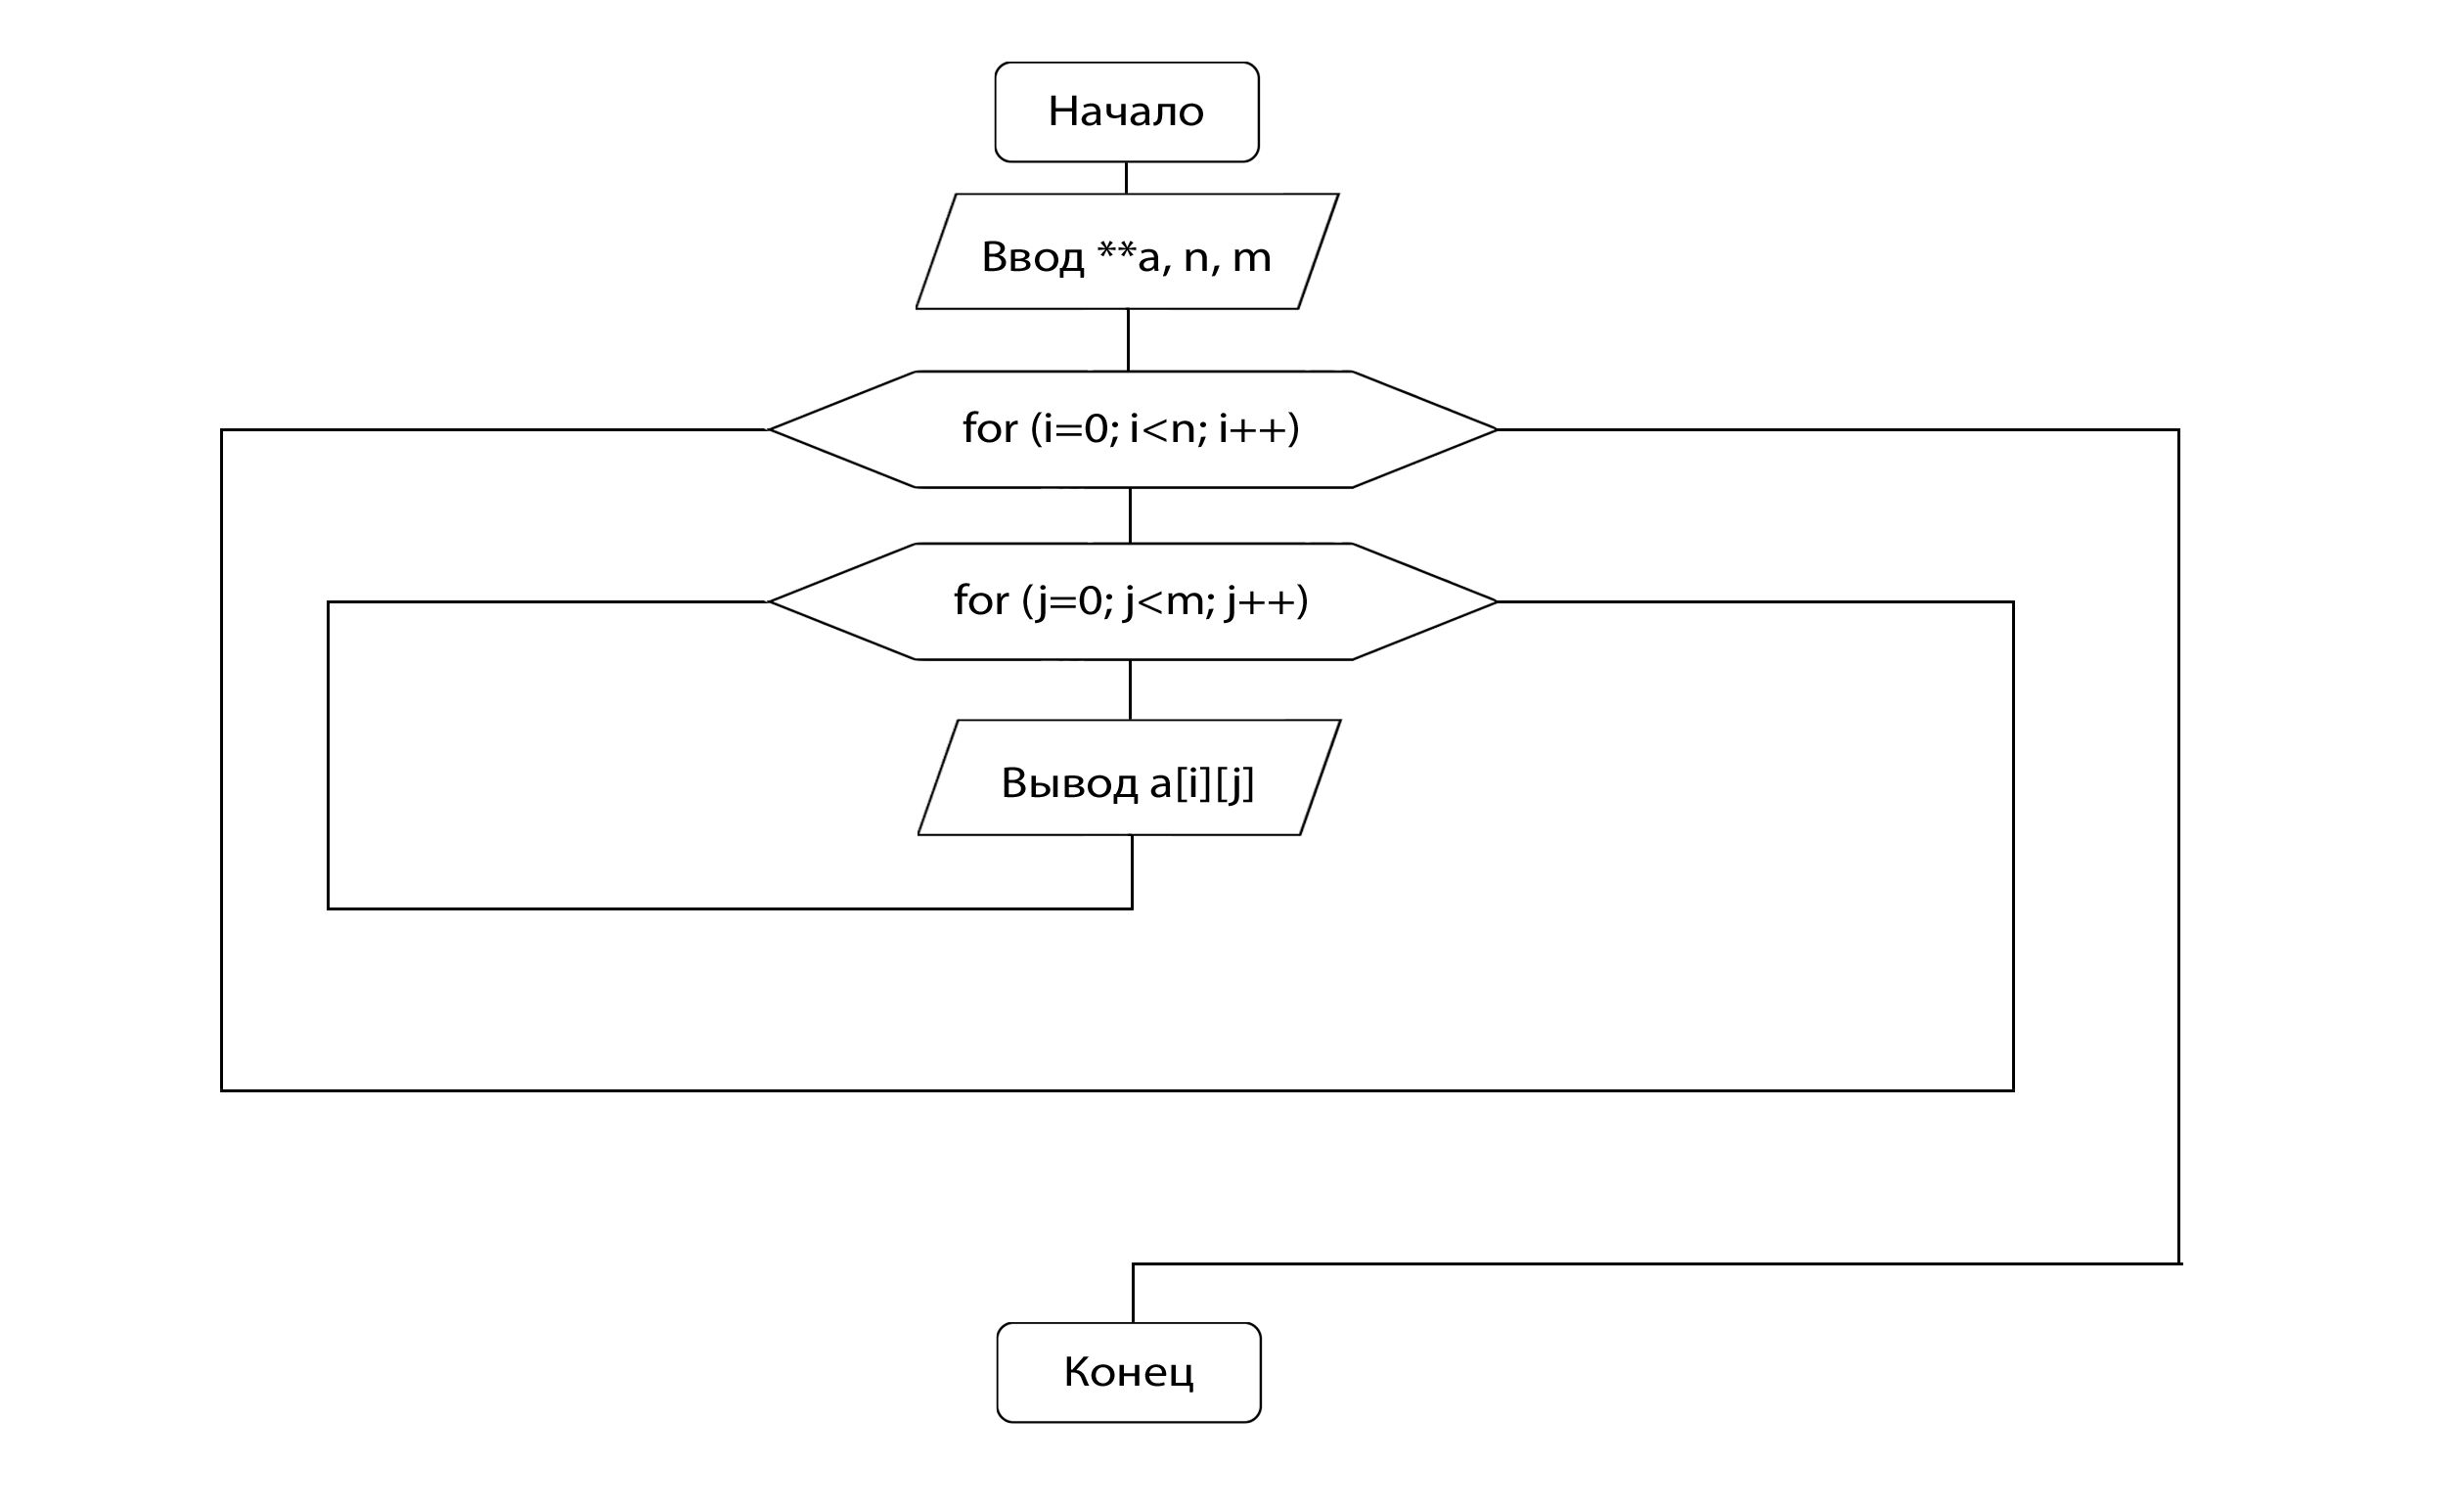 Начало
Ввод **a, n, m
for (i=0; i<n; i++)
for (j=0; j<m; j++)
Вывод a[i][j]
Конец